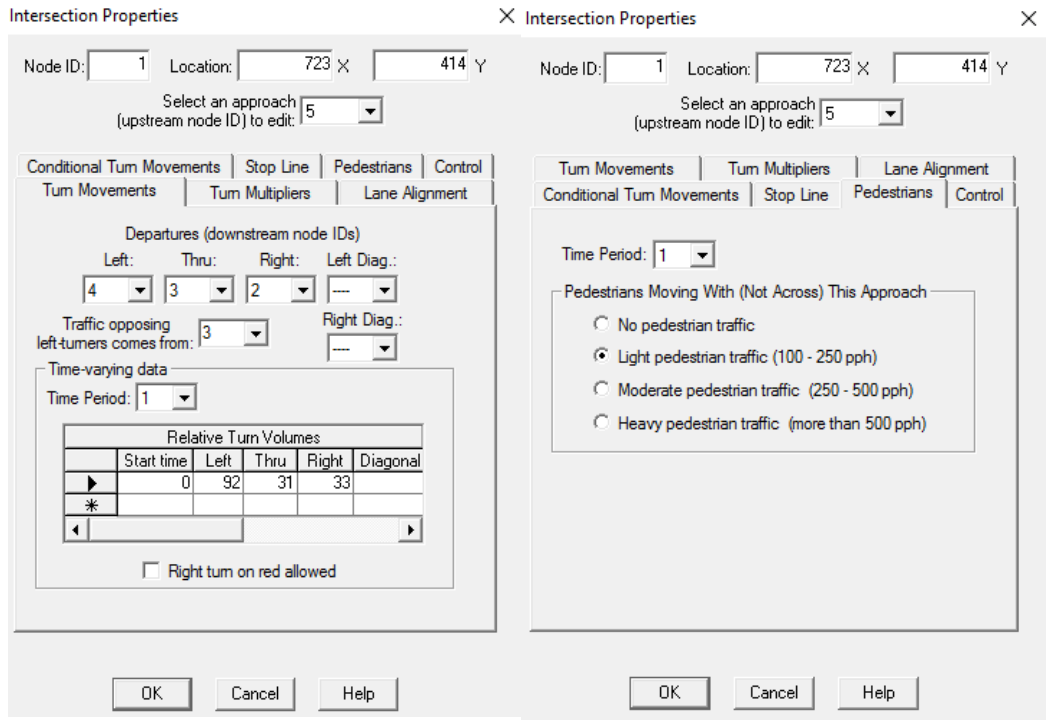 Intersection Properties
Node ID: 1 Location: 723 X 414 Y
Select an approach
(upstream node ID) to edit: 5
Conditional Turn Movements Stop Line Pedestrians Control
Turn Movements Turn Multipliers Lane Alignment
Departures (downstream node IDs)
Left: Thru: Right: Left Diag.:
4 3 2 ----
Traffic opposing
left-turners comes from: 3
Right Diag.:
----
Time-varying data
Time Period: 1
Relative Turn Volumes
Start time Left Thru Right Diagonal
0 92 31 33
Right turn on red allowed
OK Cancel Help
Intersection Properties
Node ID: 1 Location: 723 X 414 Y
Select an approach
(upstream node ID) to edit: 5
Turn Movements Turn Multipliers Lane Alignment
Conditional Turn Movements Stop Line Pedestrians Control
Time Period: 1
Pedestrians Moving With (Not Across) This Approach
No pedestrian traffic
Light pedestrian traffic (100 - 250 pph)
Moderate pedestrian traffic (250 - 500 pph)
Heavy pedestrian traffic (more than 500 pph)
OK Cancel Help